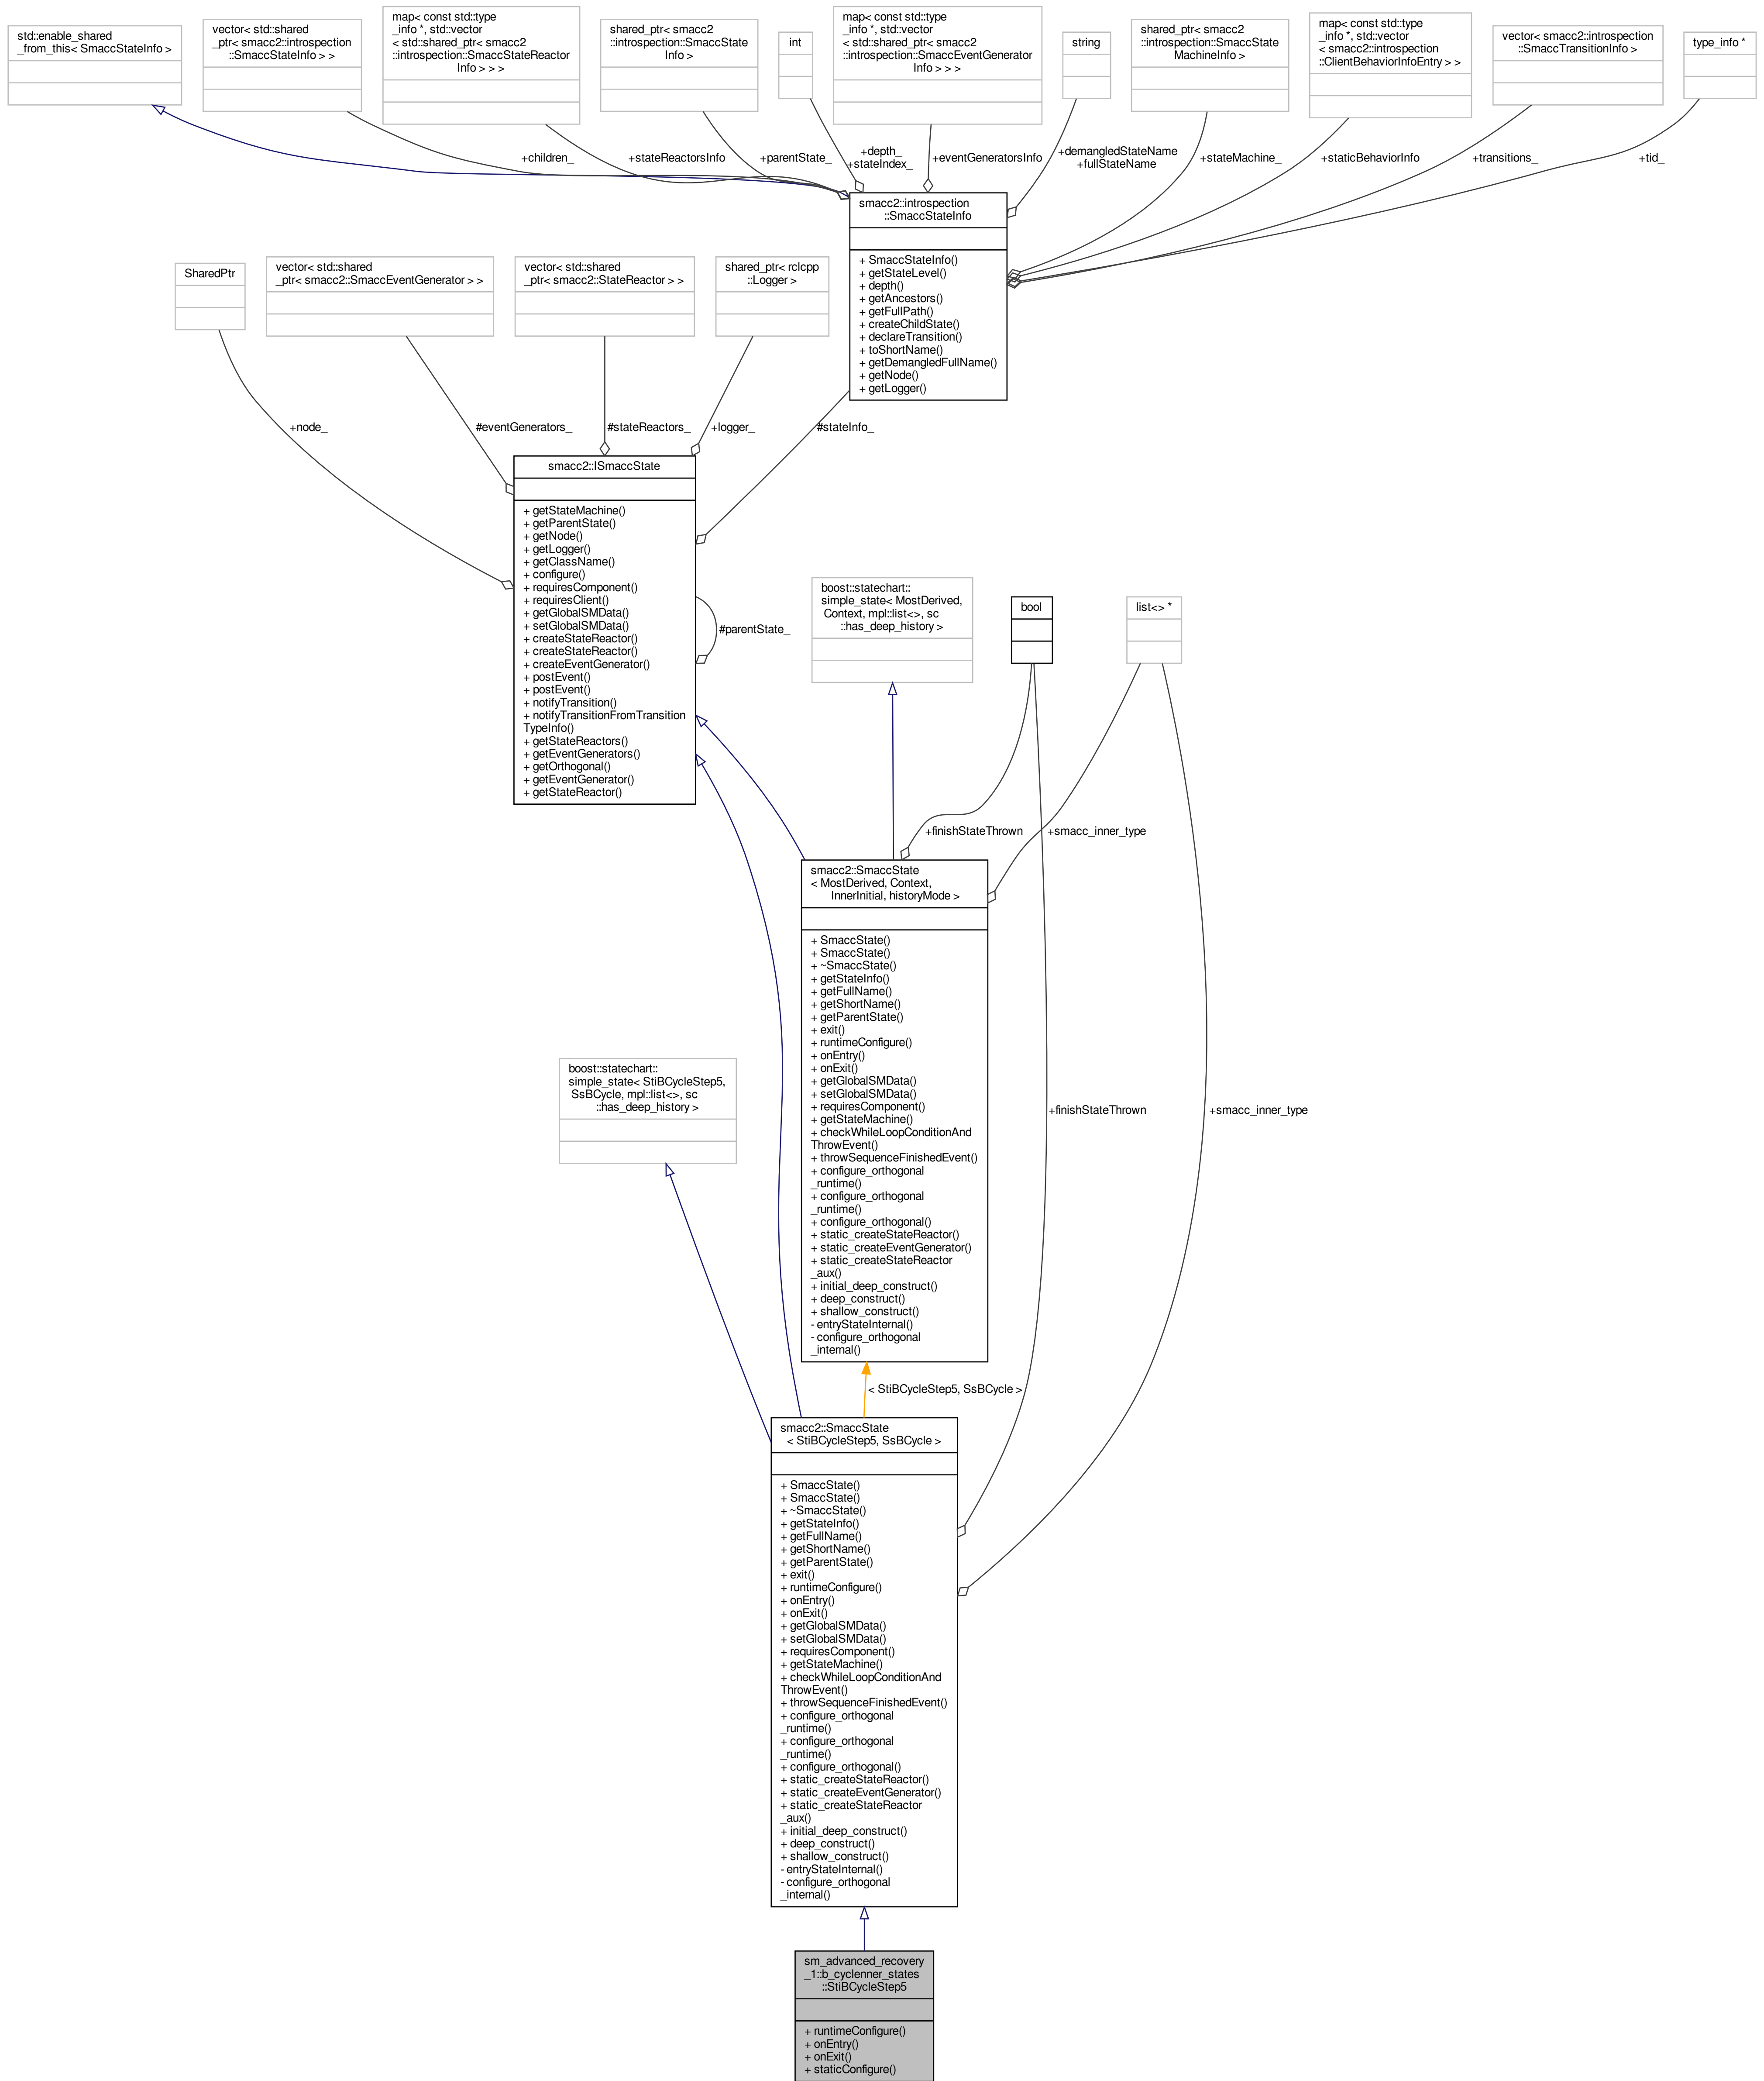 std::enable_shared
_from_this< SmaccStateInfo >
vector< std::shared
_ptr< smacc2::introspection
::SmaccStateInfo > >
map< const std::type
_info *, std::vector
< std::shared_ptr< smacc2
::introspection::SmaccStateReactor
Info > > >
shared_ptr< smacc2
::introspection::SmaccState
Info >
int
map< const std::type
_info *, std::vector
< std::shared_ptr< smacc2
::introspection::SmaccEventGenerator
Info > > >
string
shared_ptr< smacc2
::introspection::SmaccState
MachineInfo >
map< const std::type
_info *, std::vector
< smacc2::introspection
::ClientBehaviorInfoEntry > >
vector< smacc2::introspection
::SmaccTransitionInfo >
type_info *
+children_
+stateReactorsInfo
+parentState_
+depth_
+stateIndex_
+eventGeneratorsInfo
+demangledStateName
+fullStateName
+stateMachine_
+staticBehaviorInfo
+transitions_
+tid_
smacc2::introspection
::SmaccStateInfo
+ SmaccStateInfo()
+ getStateLevel()
+ depth()
+ getAncestors()
+ getFullPath()
+ createChildState()
+ declareTransition()
+ toShortName()
+ getDemangledFullName()
+ getNode()
+ getLogger()
SharedPtr
vector< std::shared
_ptr< smacc2::SmaccEventGenerator > >
vector< std::shared
_ptr< smacc2::StateReactor > >
shared_ptr< rclcpp
::Logger >
+node_
#eventGenerators_
#stateReactors_
+logger_
#stateInfo_
smacc2::ISmaccState
+ getStateMachine()
+ getParentState()
+ getNode()
+ getLogger()
+ getClassName()
+ configure()
+ requiresComponent()
+ requiresClient()
+ getGlobalSMData()
+ setGlobalSMData()
+ createStateReactor()
+ createStateReactor()
+ createEventGenerator()
+ postEvent()
+ postEvent()
+ notifyTransition()
+ notifyTransitionFromTransition
TypeInfo()
+ getStateReactors()
+ getEventGenerators()
+ getOrthogonal()
+ getEventGenerator()
+ getStateReactor()
#parentState_
boost::statechart::
simple_state< MostDerived,
Context, mpl::list<>, sc
::has_deep_history >
bool
list<> *
+finishStateThrown
+smacc_inner_type
smacc2::SmaccState
< MostDerived, Context,
InnerInitial, historyMode >
+ SmaccState()
+ SmaccState()
+ ~SmaccState()
+ getStateInfo()
+ getFullName()
+ getShortName()
+ getParentState()
+ exit()
+ runtimeConfigure()
+ onEntry()
+ onExit()
+ getGlobalSMData()
+ setGlobalSMData()
+ requiresComponent()
+ getStateMachine()
+ checkWhileLoopConditionAnd
ThrowEvent()
+ throwSequenceFinishedEvent()
+ configure_orthogonal
_runtime()
+ configure_orthogonal
_runtime()
+ configure_orthogonal()
+ static_createStateReactor()
+ static_createEventGenerator()
+ static_createStateReactor
_aux()
+ initial_deep_construct()
+ deep_construct()
+ shallow_construct()
- entryStateInternal()
- configure_orthogonal
_internal()
boost::statechart::
simple_state< StiBCycleStep5,
SsBCycle, mpl::list<>, sc
::has_deep_history >
+finishStateThrown
+smacc_inner_type
< StiBCycleStep5, SsBCycle >
smacc2::SmaccState
< StiBCycleStep5, SsBCycle >
+ SmaccState()
+ SmaccState()
+ ~SmaccState()
+ getStateInfo()
+ getFullName()
+ getShortName()
+ getParentState()
+ exit()
+ runtimeConfigure()
+ onEntry()
+ onExit()
+ getGlobalSMData()
+ setGlobalSMData()
+ requiresComponent()
+ getStateMachine()
+ checkWhileLoopConditionAnd
ThrowEvent()
+ throwSequenceFinishedEvent()
+ configure_orthogonal
_runtime()
+ configure_orthogonal
_runtime()
+ configure_orthogonal()
+ static_createStateReactor()
+ static_createEventGenerator()
+ static_createStateReactor
_aux()
+ initial_deep_construct()
+ deep_construct()
+ shallow_construct()
- entryStateInternal()
- configure_orthogonal
_internal()
sm_advanced_recovery
_1::b_cyclenner_states
::StiBCycleStep5
+ runtimeConfigure()
+ onEntry()
+ onExit()
+ staticConfigure()